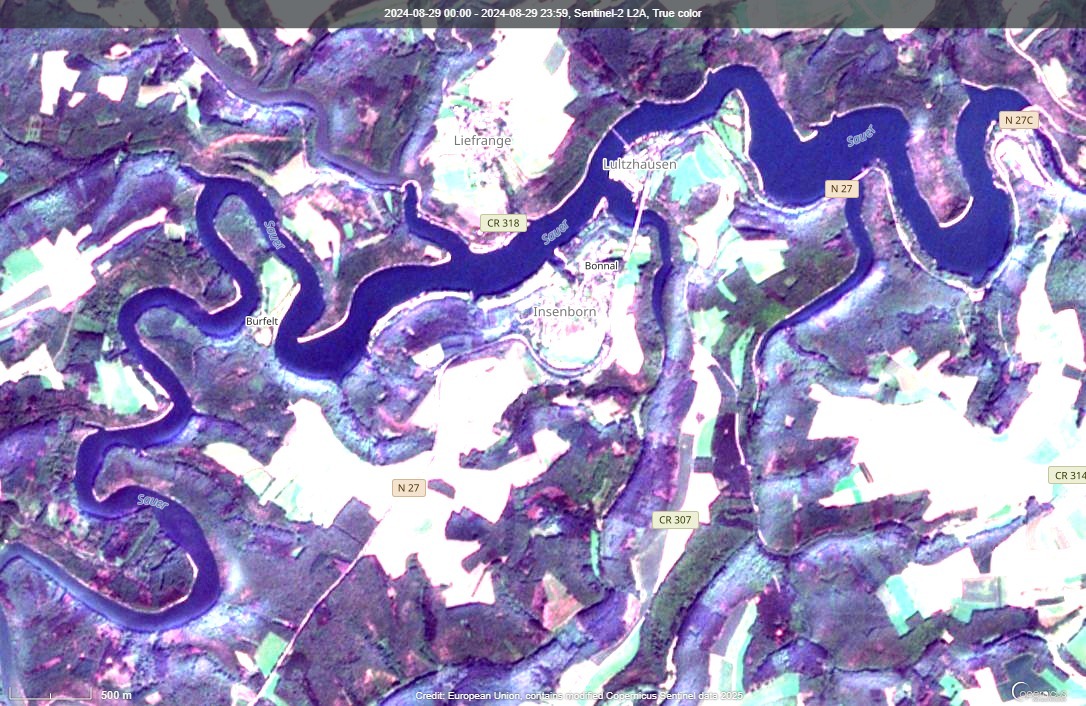 2024-08-29 00:00 - 2024-08-29 23:59, Sentinel-2 L2A, True color
N 27C
Sauer
Liefrange
Lultzhausen
N 27
CR 318
Sauer
Sauer
Bonnal
Insenborn
Burfelt
CR 314
N 27
Sauer
CR 307
500 m
Credit: European Union, contains modified Copernicus Sentinel data 2025